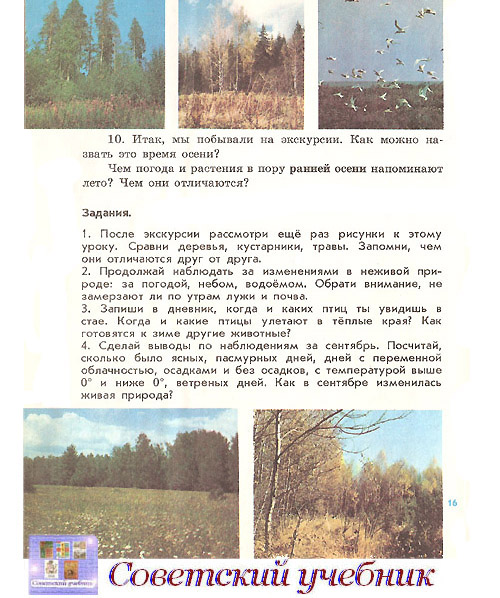 10. Итак, мы побывали на экскурсии. Как можно на-
звать это время осени?
Чем погода и растения в пору ранней осени напоминают
лето? Чем они отличаются?
Задания.
1. После экскурсии рассмотри ещё раз рисунки к этому
уроку. Сравни деревья, кустарники, травы. Запомни, чем
они отличаются друг от друга.
2. Продолжай наблюдать за изменениями в неживой при-
роде: за погодой, небом, водоёмом. Обрати внимание, не
замерзают ли по утрам лужи и почва.
3. Запиши в дневник, когда и каких птиц ты увидишь в
стае. Когда и какие птицы улетают в тёплые края? Как
готовятся к зиме другие животные?
4. Сделай выводы по наблюдениям за сентябрь. Посчитай,
сколько было ясных, пасмурных дней, дней с переменной
облачностью, осадками и без осадков, с температурой выше
0° и ниже 0°, ветреных дней. Как в сентябре изменилась
живая природа?
16
Советский учебник
Советский учебник